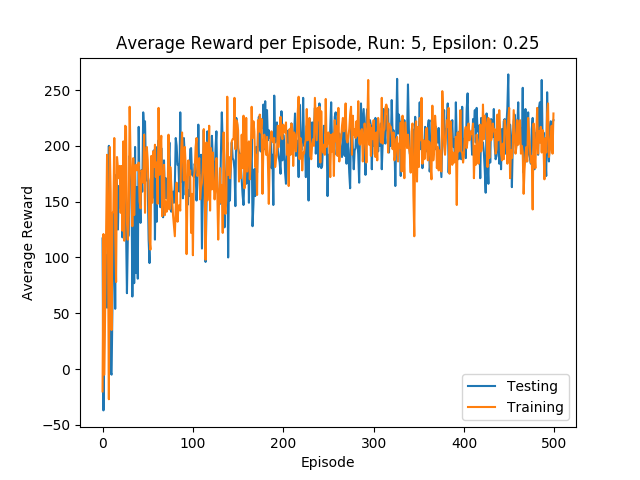 Average Reward per Episode, Run: 5, Epsilon: 0.25
Average Reward
250
200
150
100
50
0
−50
0 100 200 300 400 500
Episode
Testing
Training